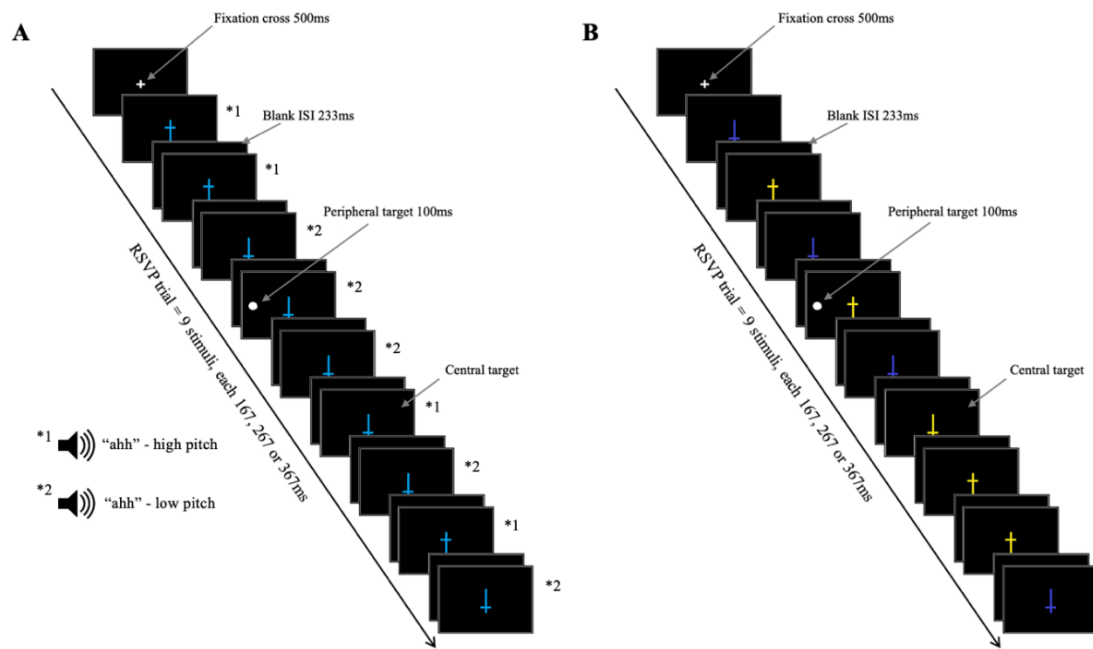 A
Fixation cross 500ms
*1
Blank ISI 233ms
*1
*2
Peripheral target 100ms
*2
*2
Central target
*1
*2
*1
*2
RSVP trial = 9 stimuli, each 167, 267 or 367ms
*1 “ahh” - high pitch
*2 “ahh” - low pitch
B
Fixation cross 500ms
Blank ISI 233ms
Peripheral target 100ms
Central target
RSVP trial = 9 stimuli, each 167, 267 or 367ms